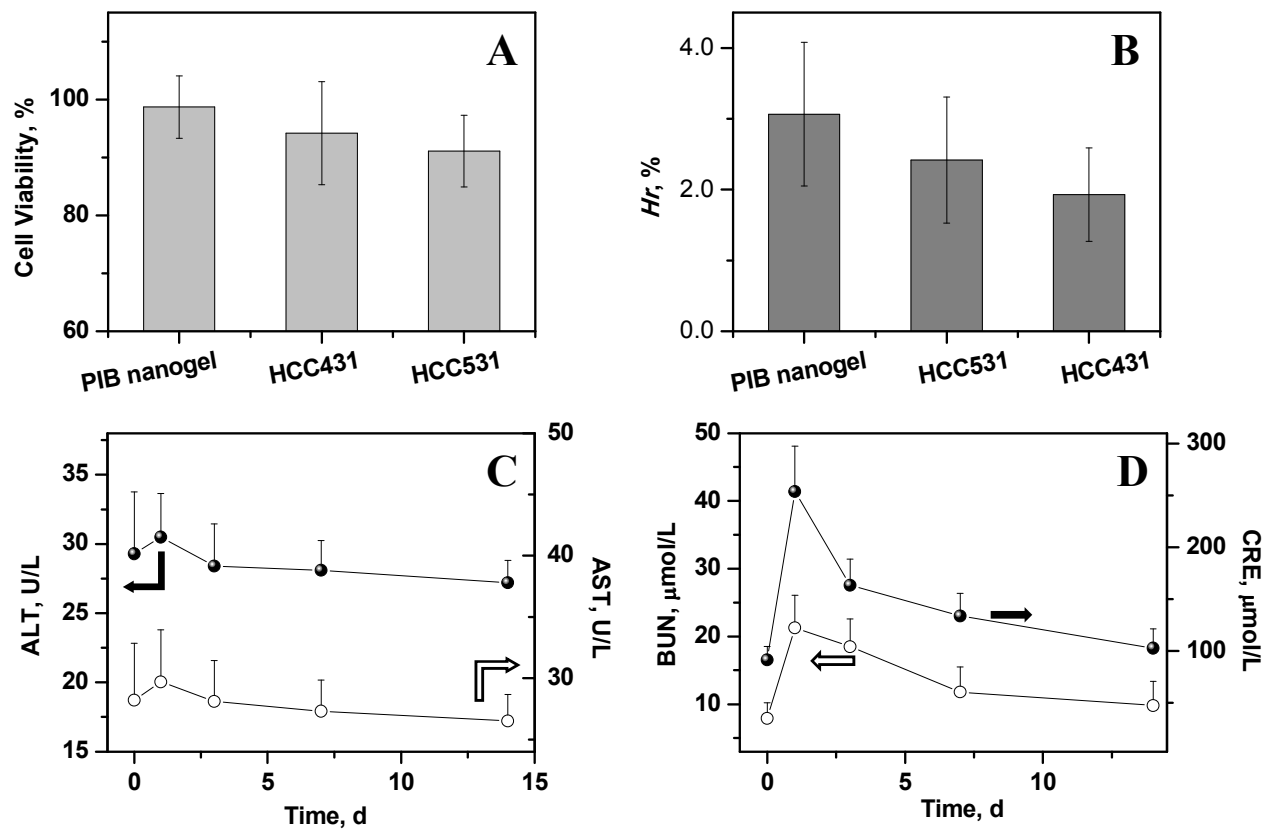 A
Cell Viability, %
100
80
60
PIB nanogel
HCC431
HCC531
B
Hr, %
4.0
2.0
0.0
PIB nanogel
HCC531
HCC431
C
ALT, U/L
35
30
25
20
15
AST, U/L
50
40
30
0
5
10
15
Time, d
D
BUN, μmol/L
50
40
30
20
10
CRE, μmol/L
300
200
100
0
5
10
Time, d